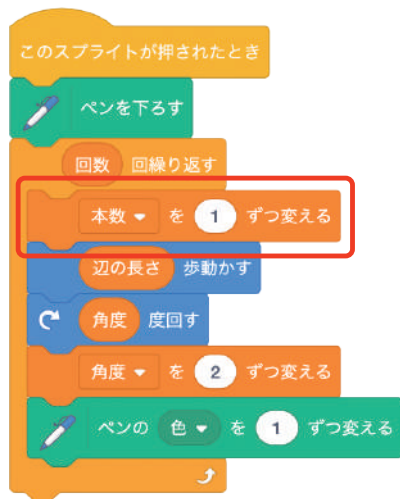 このスプライトが押されたとき
ペンを下ろす
回数 回繰り返す
本数 を 1 ずつ変える
辺の長さ 歩動かす
角度 度回す
角度 を 2 ずつ変える
ペンの 色 を 1 ずつ変える